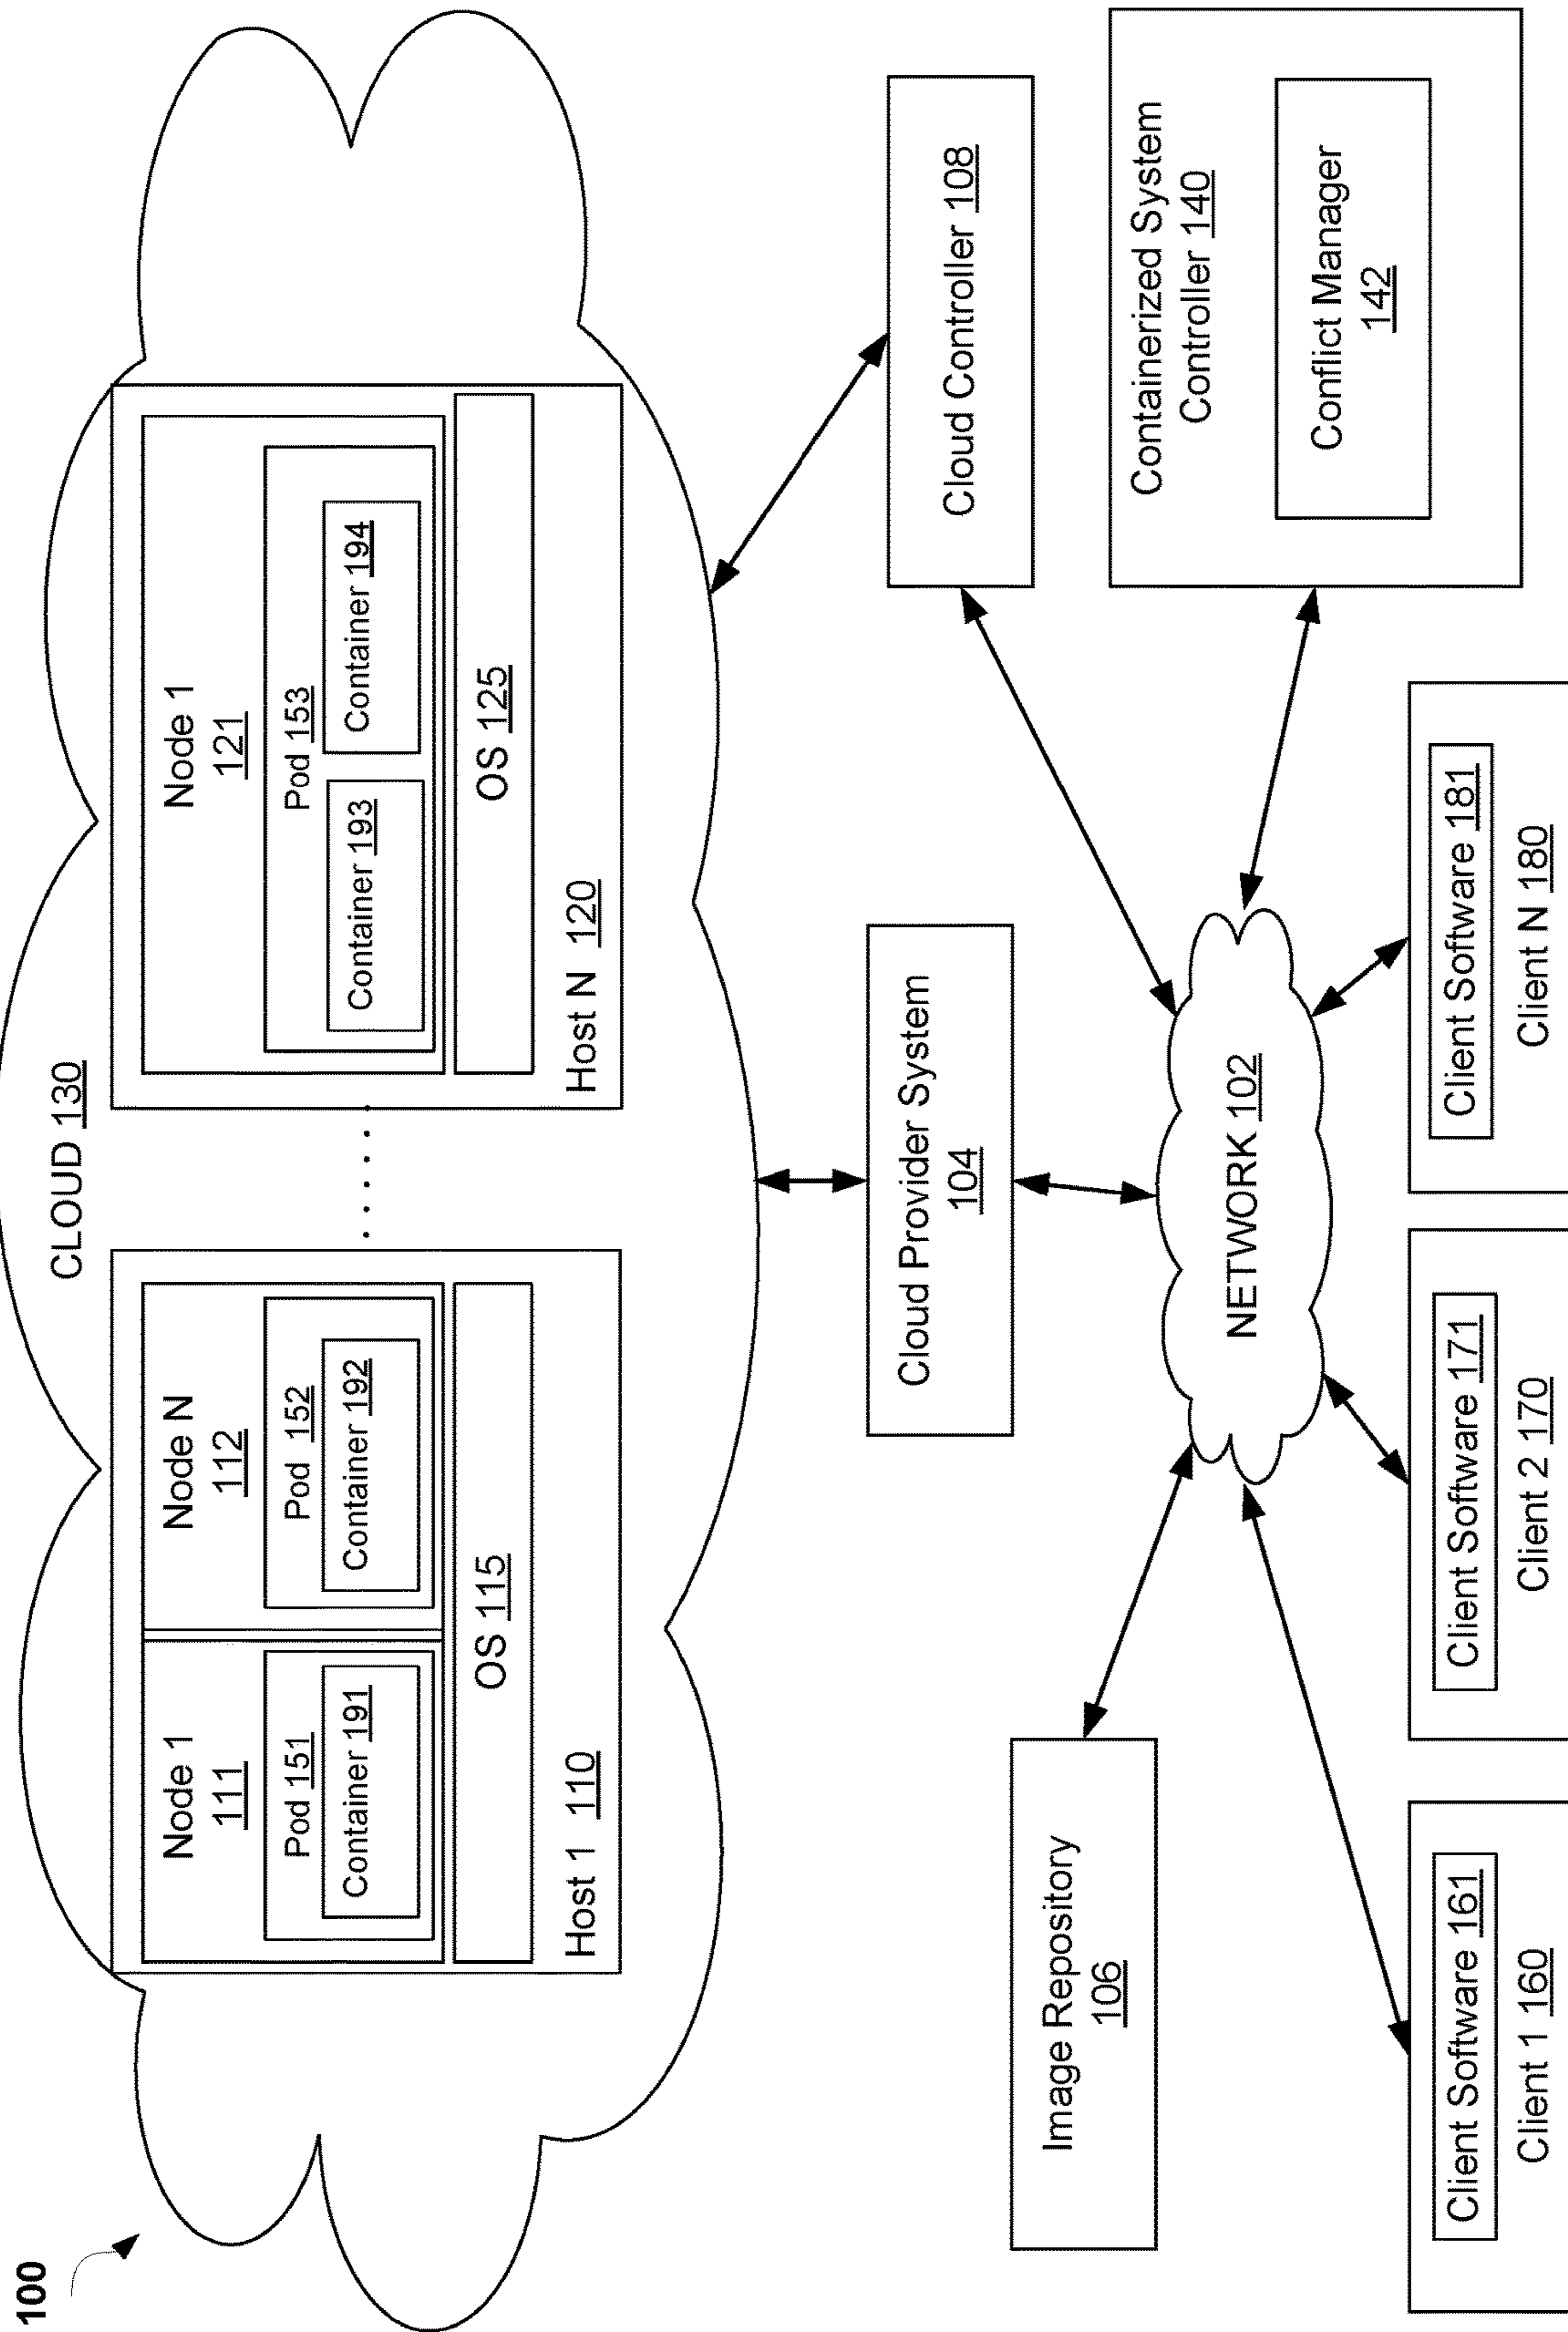 100
CLOUD 130
Node 1
111
Pod 151
Container 191
Node N
112
Pod 152
Container 192
OS 115
Host 1 110
. . . . . .
Node 1
121
Pod 153
Container 193
Container 194
OS 125
Host N 120
Cloud Provider System
104
Cloud Controller 108
Image Repository
106
NETWORK 102
Containerized System
Controller 140
Conflict Manager
142
Client Software 161
Client 1 160
Client Software 171
Client 2 170
Client Software 181
Client N 180